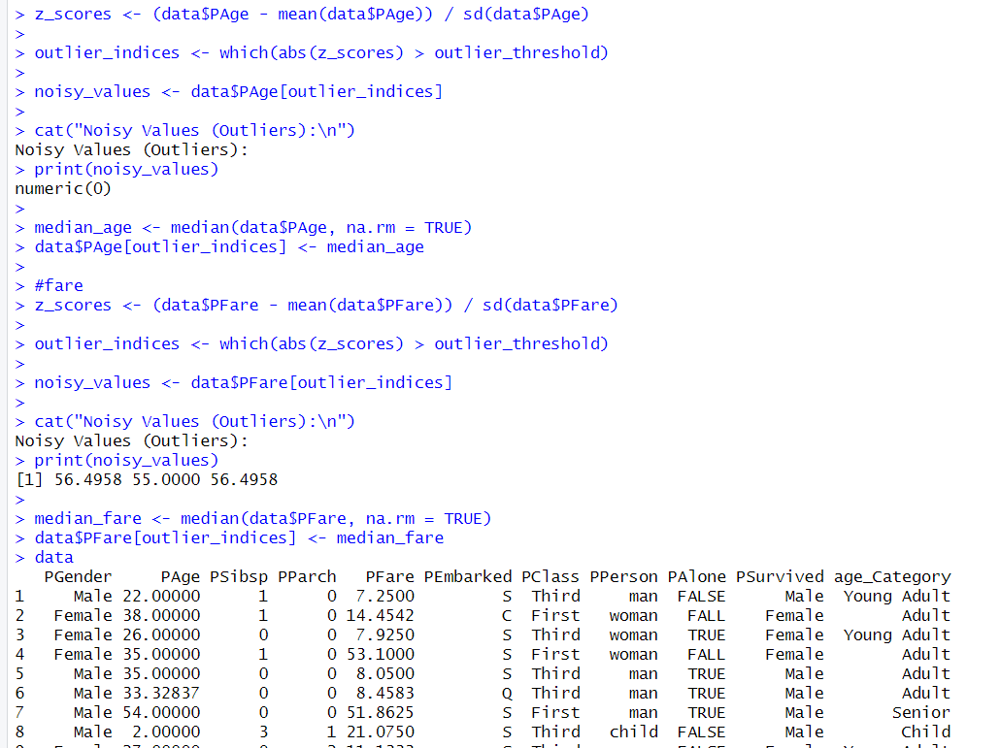 > z_scores <- (data$PAge - mean(data$PAge)) / sd(data$PAge)
>
> outlier_indices <- which(abs(z_scores) > outlier_threshold)
>
> noisy_values <- data$PAge[outlier_indices]
>
> cat("Noisy Values (Outliers):\n")
Noisy Values (Outliers):
> print(noisy_values)
numeric(0)
>
> median_age <- median(data$PAge, na.rm = TRUE)
> data$PAge[outlier_indices] <- median_age
>
> #fare
> z_scores <- (data$PFare - mean(data$PFare)) / sd(data$PFare)
>
> outlier_indices <- which(abs(z_scores) > outlier_threshold)
>
> noisy_values <- data$PFare[outlier_indices]
>
> cat("Noisy Values (Outliers):\n")
Noisy Values (Outliers):
> print(noisy_values)
[1] 56.4958 55.0000 56.4958
>
> median_fare <- median(data$PFare, na.rm = TRUE)
> data$PFare[outlier_indices] <- median_fare
> data
PGender PAge PSibsp PParch PFare PEmbarked PClass PPerson PAlone PSurvived age_Category
1 Male 22.00000 1 0 7.2500 S Third man FALSE Male Young Adult
2 Female 38.00000 1 0 14.4542 C First woman FALL Female Adult
3 Female 26.00000 0 0 7.9250 S Third woman TRUE Female Young Adult
4 Female 35.00000 1 0 53.1000 S First woman FALL Female Adult
5 Male 35.00000 0 0 8.0500 S Third man TRUE Male Adult
6 Male 33.32837 0 0 8.4583 Q Third man TRUE Male Adult
7 Male 54.00000 0 0 51.8625 S First man TRUE Male Senior
8 Male 2.00000 3 1 21.0750 S Third child FALSE Male Child